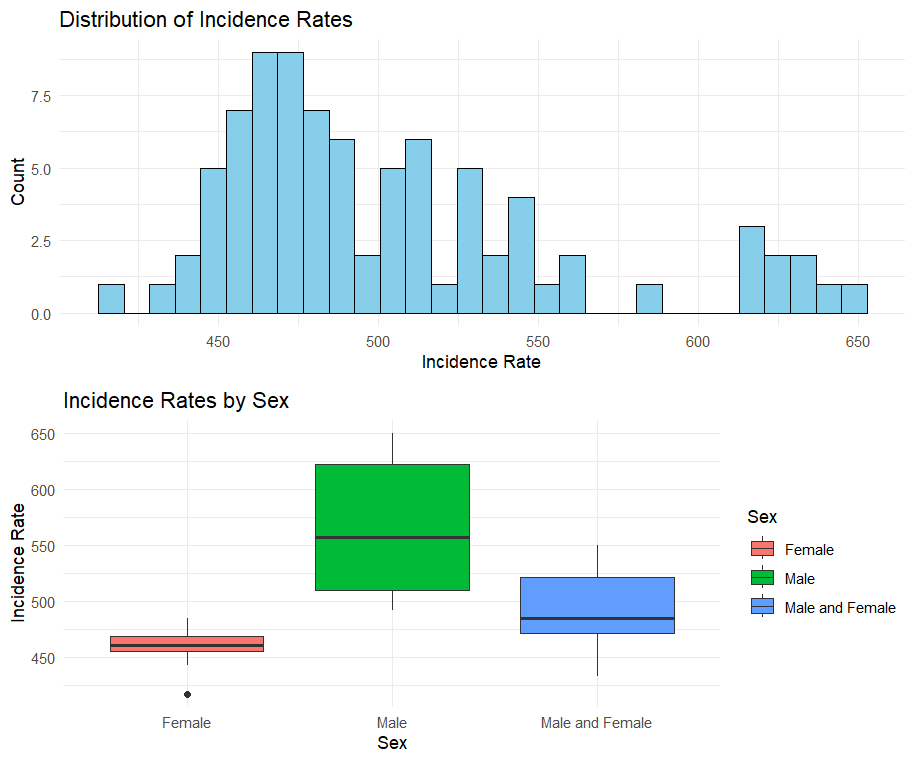 Distribution of Incidence Rates
7.5
5.0
2.5
0.0
Count
450 500 550 600 650
Incidence Rate
Incidence Rates by Sex
650
600
550
500
450
Incidence Rate
Female Male Male and Female
Sex
Sex
Female
Male
Male and Female